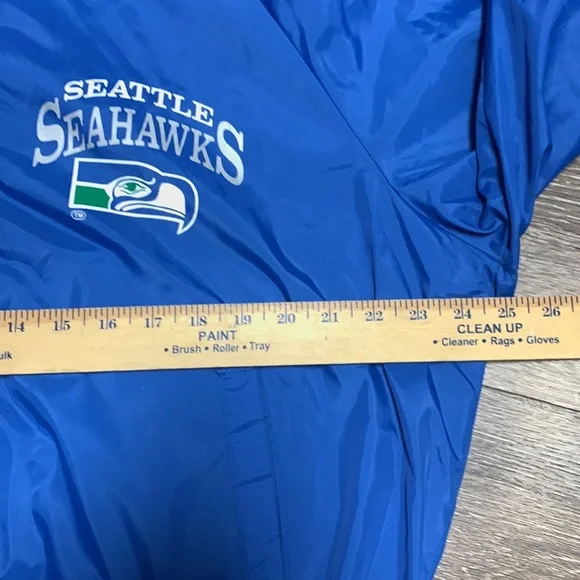 SEATTLE
SEAHAWKS
TM
14 15 16 17 18 19 20 21 22 23 24 25 26
PAINT
• Brush • Roller • Tray
CLEAN UP
• Cleaner • Rags • Gloves